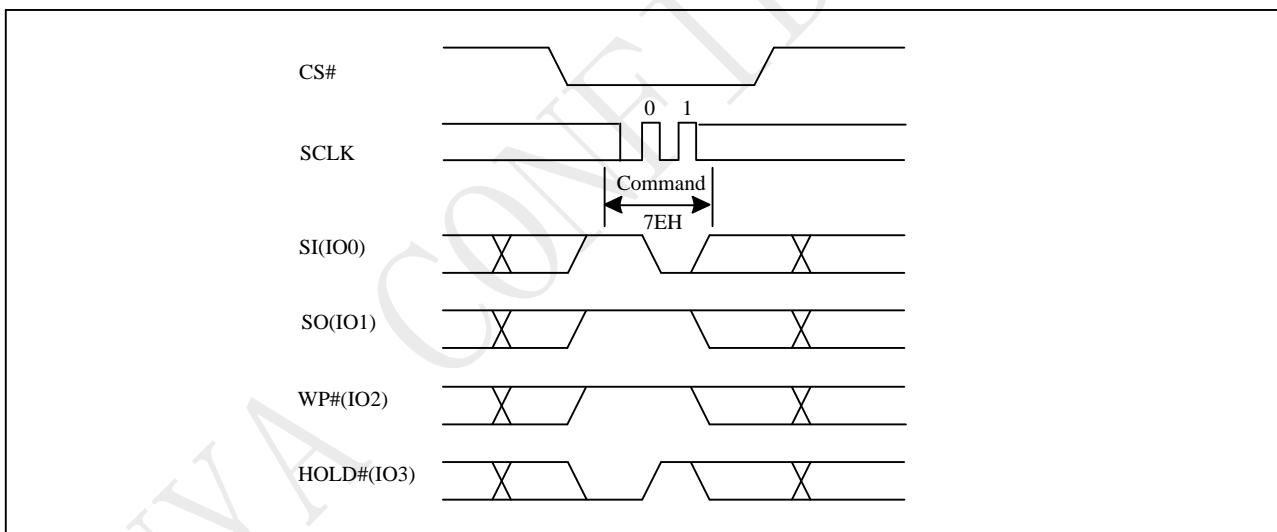 CS#
0 1
SCLK
Command
7EH
SI(IO0)
SO(IO1)
WP#(IO2)
HOLD#(IO3)